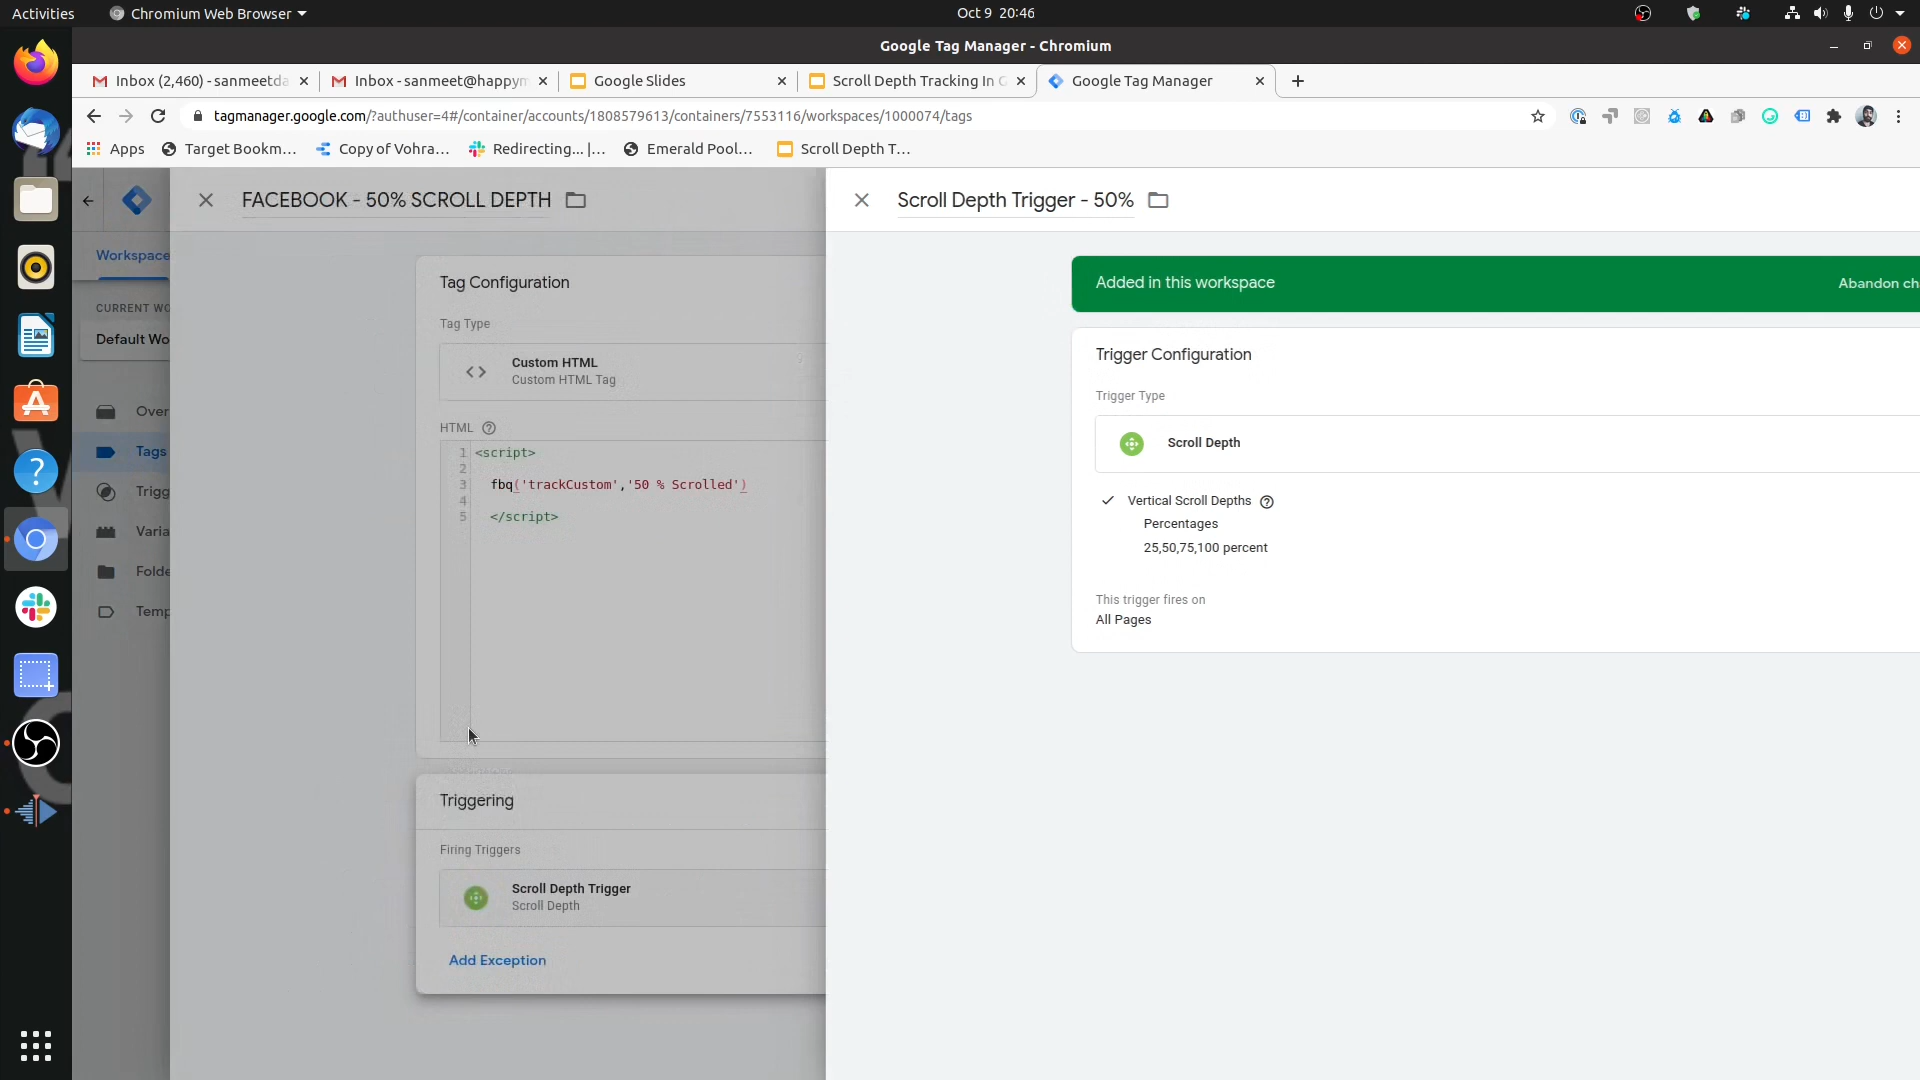 Activities
Chromium Web Browser
Oct 9 20:46
Google Tag Manager - Chromium
Inbox (2,460) - sanmeetda
Inbox - sanmeet@happym
Google Slides
Scroll Depth Tracking In G
Google Tag Manager
tagmanager.google.com/?authuser=4#/container/accounts/1808579613/containers/7553116/workspaces/1000074/tags
Apps
Target Bookm...
Copy of Vohra...
Redirecting... |...
Emerald Pool...
Scroll Depth T...
FACEBOOK - 50% SCROLL DEPTH
Scroll Depth Trigger - 50%
Workspace
CURRENT WO
Default Wo
Over
Tags
Trigg
Varia
Folde
Temp
Tag Configuration
Tag Type
Custom HTML
Custom HTML Tag
HTML
1 <script>
2
3 fbq('trackCustom','50 % Scrolled')
4
5 </script>
Triggering
Firing Triggers
Scroll Depth Trigger
Scroll Depth
Add Exception
Added in this workspace
Abandon ch
Trigger Configuration
Trigger Type
Scroll Depth
Vertical Scroll Depths
Percentages
25,50,75,100 percent
This trigger fires on
All Pages